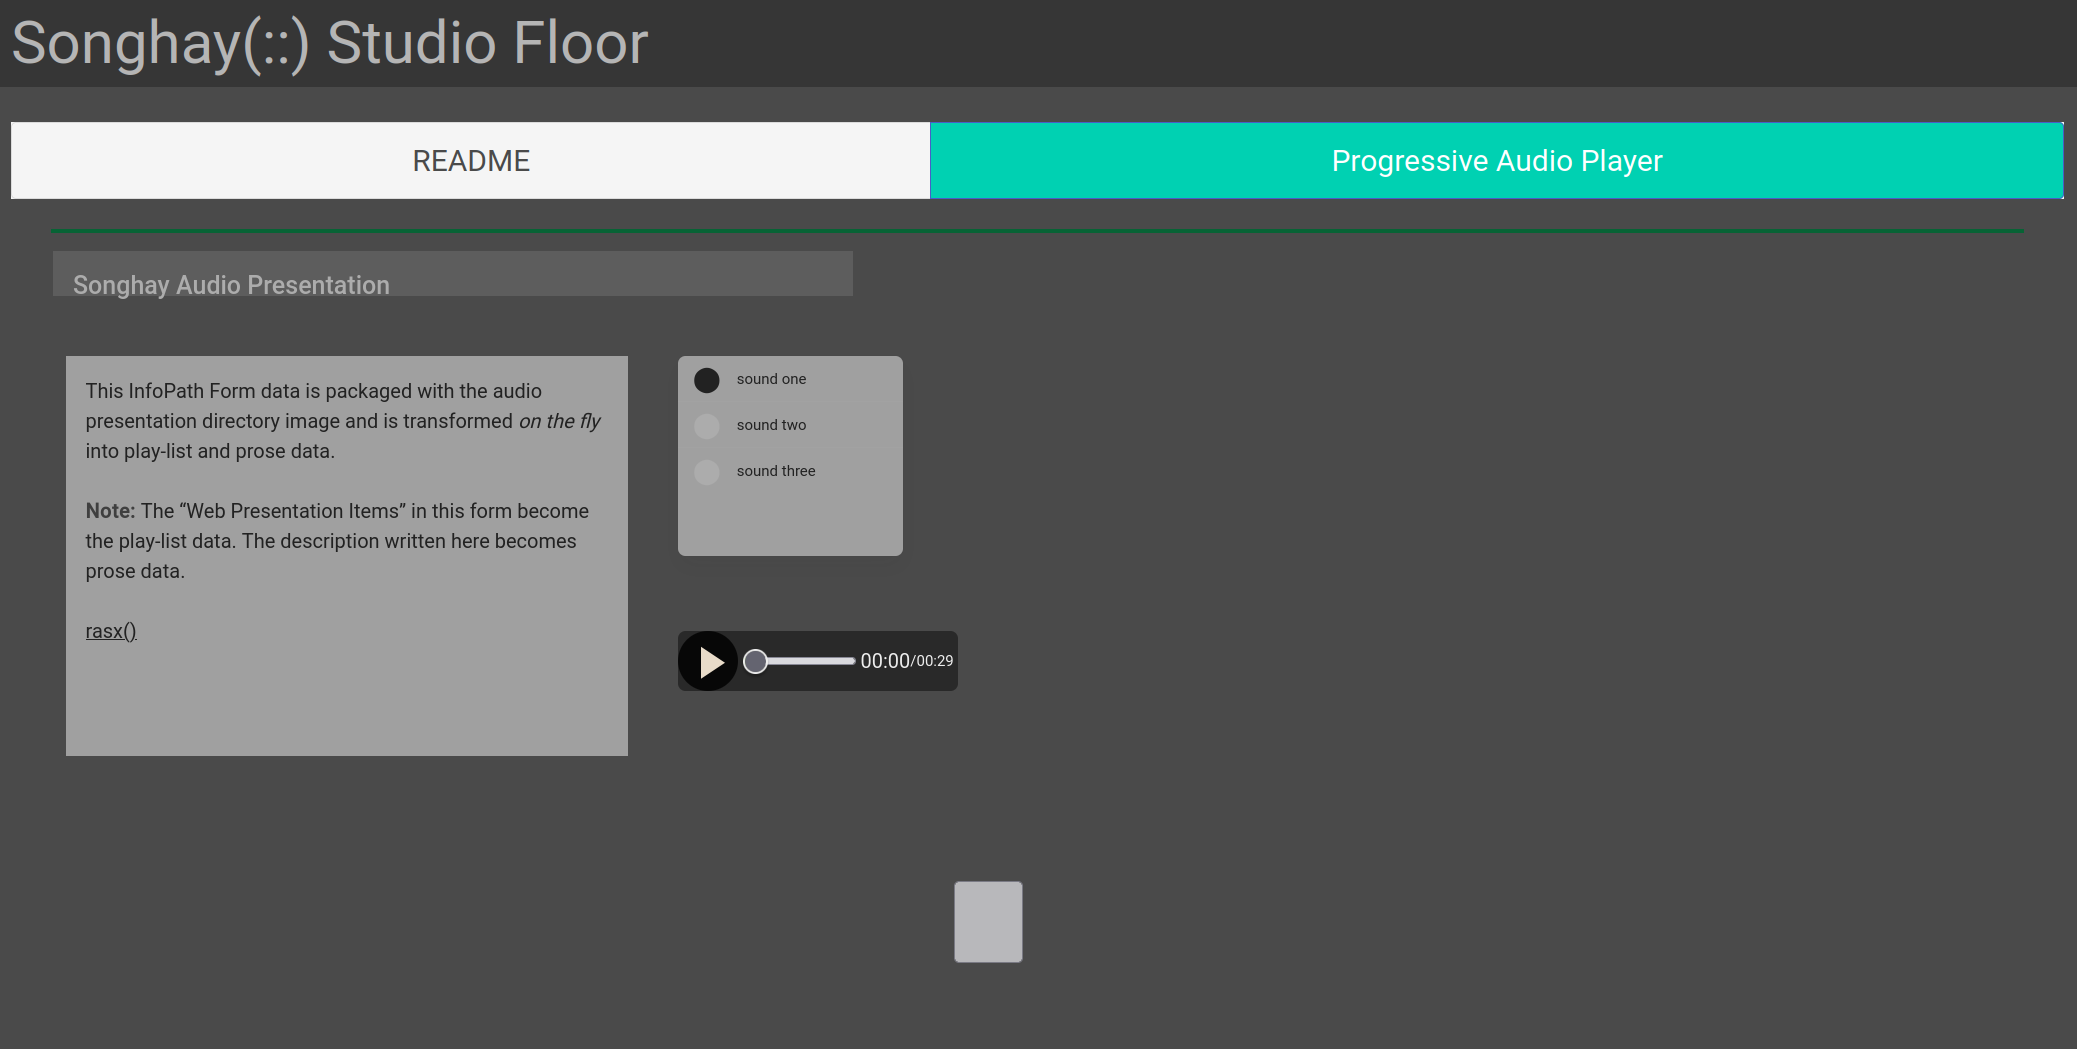 Songhay(::) Studio Floor
README
Progressive Audio Player
Songhay Audio Presentation
This InfoPath Form data is packaged with the audio
presentation directory image and is transformed on the fly
into play-list and prose data.
Note: The “Web Presentation Items” in this form become
the play-list data. The description written here becomes
prose data.
rasx()
sound one
sound two
sound three
00:00/00:29